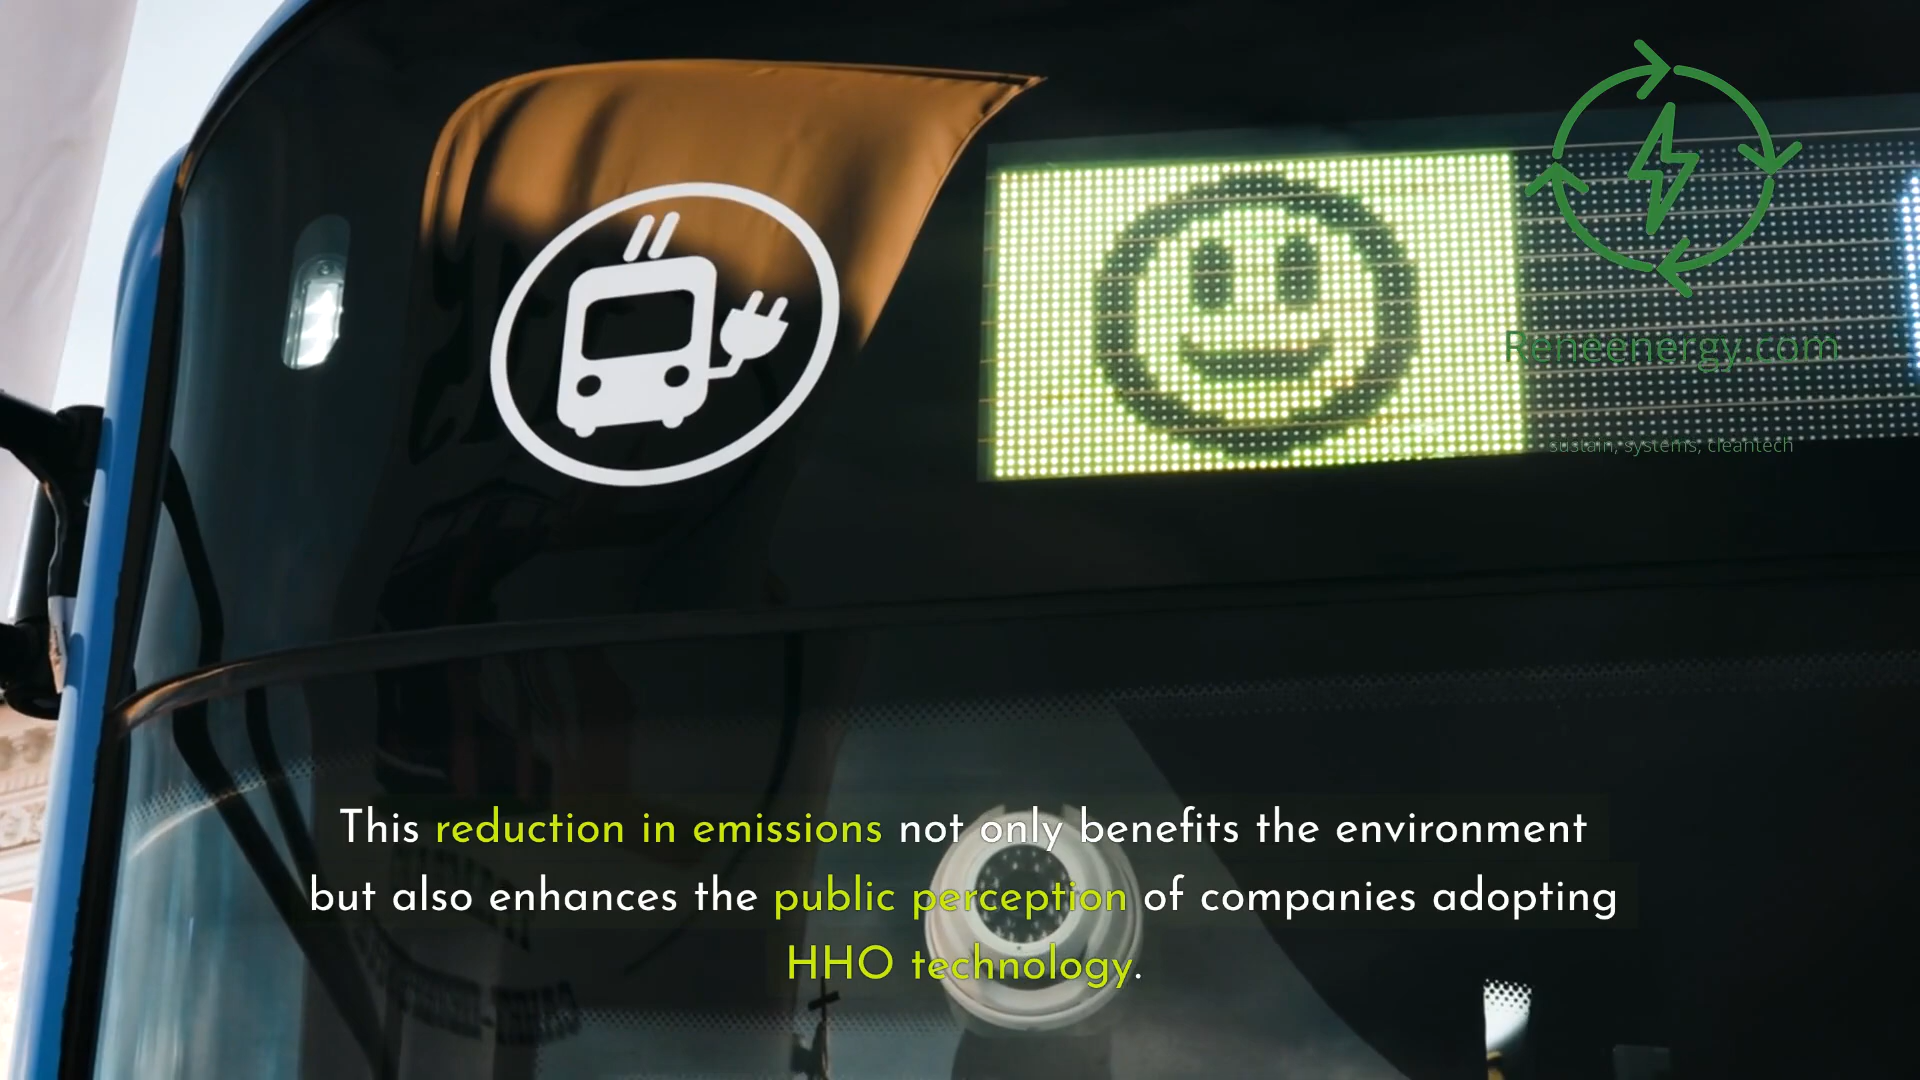 Reneenergy.com
sustain, systems, cleantech
This reduction in emissions not only benefits the environment
but also enhances the public perception of companies adopting
HHO technology.